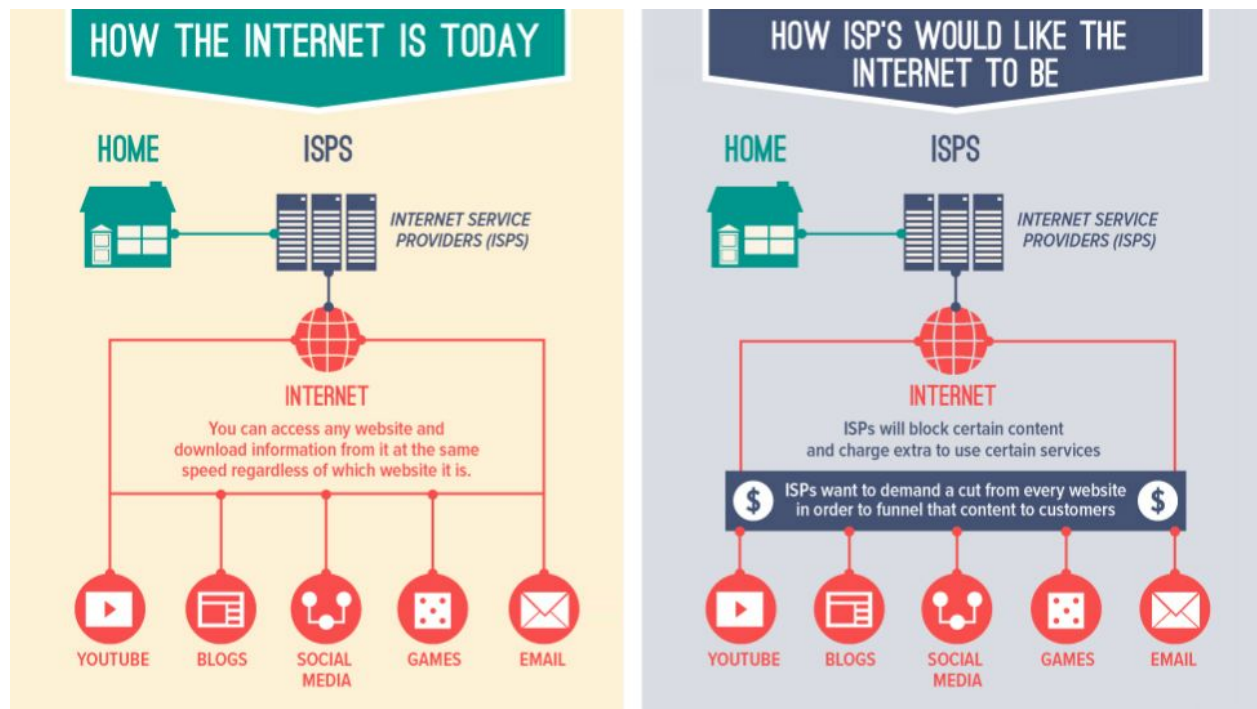 HOW THE INTERNET IS TODAY
HOME
ISPS
INTERNET SERVICE
PROVIDERS (ISPS)
INTERNET
You can access any website and
download information from it at the same
speed regardless of which website it is.
YOUTUBE
BLOGS
SOCIAL
MEDIA
GAMES
EMAIL
HOW ISP'S WOULD LIKE THE
INTERNET TO BE
HOME
ISPS
INTERNET SERVICE
PROVIDERS (ISPS)
INTERNET
ISPs will block certain content
and charge extra to use certain services
$
ISPs want to demand a cut from every website
in order to funnel that content to customers
$
YOUTUBE
BLOGS
SOCIAL
MEDIA
GAMES
EMAIL